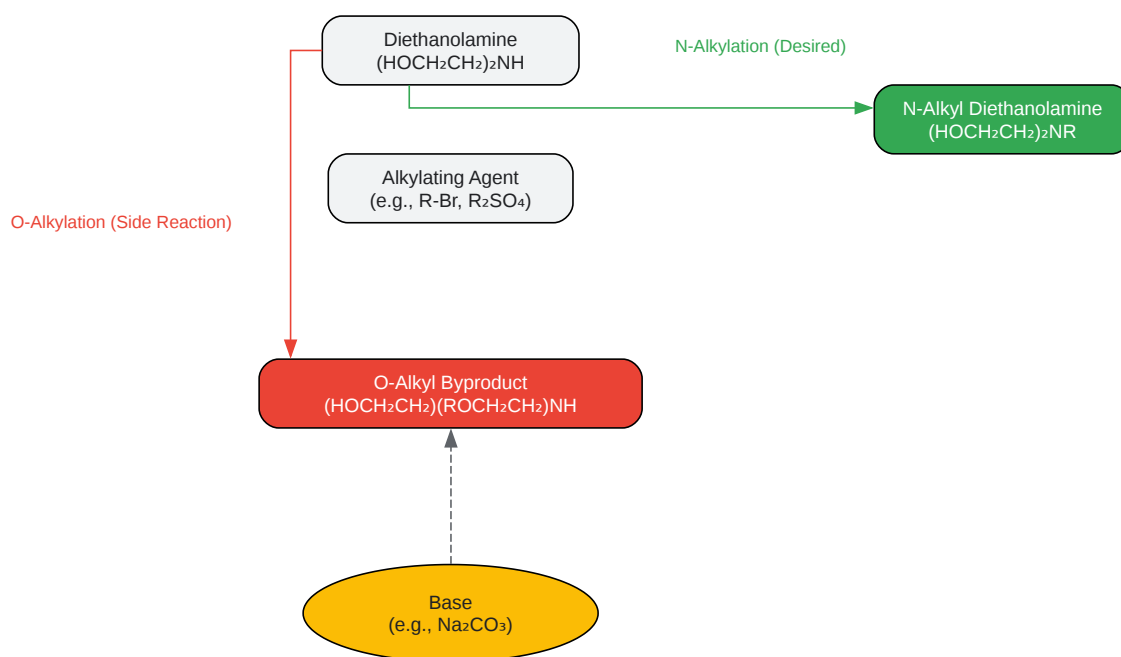 Diethanolamine
(HOCH₂CH₂)₂NH
N-Alkylation (Desired)
N-Alkyl Diethanolamine
(HOCH₂CH₂)₂NR
Alkylating Agent
(e.g., R-Br, R₂SO₄)
O-Alkylation (Side Reaction)
O-Alkyl Byproduct
(HOCH₂CH₂)(ROCH₂CH₂)NH
Base
(e.g., Na₂CO₃)